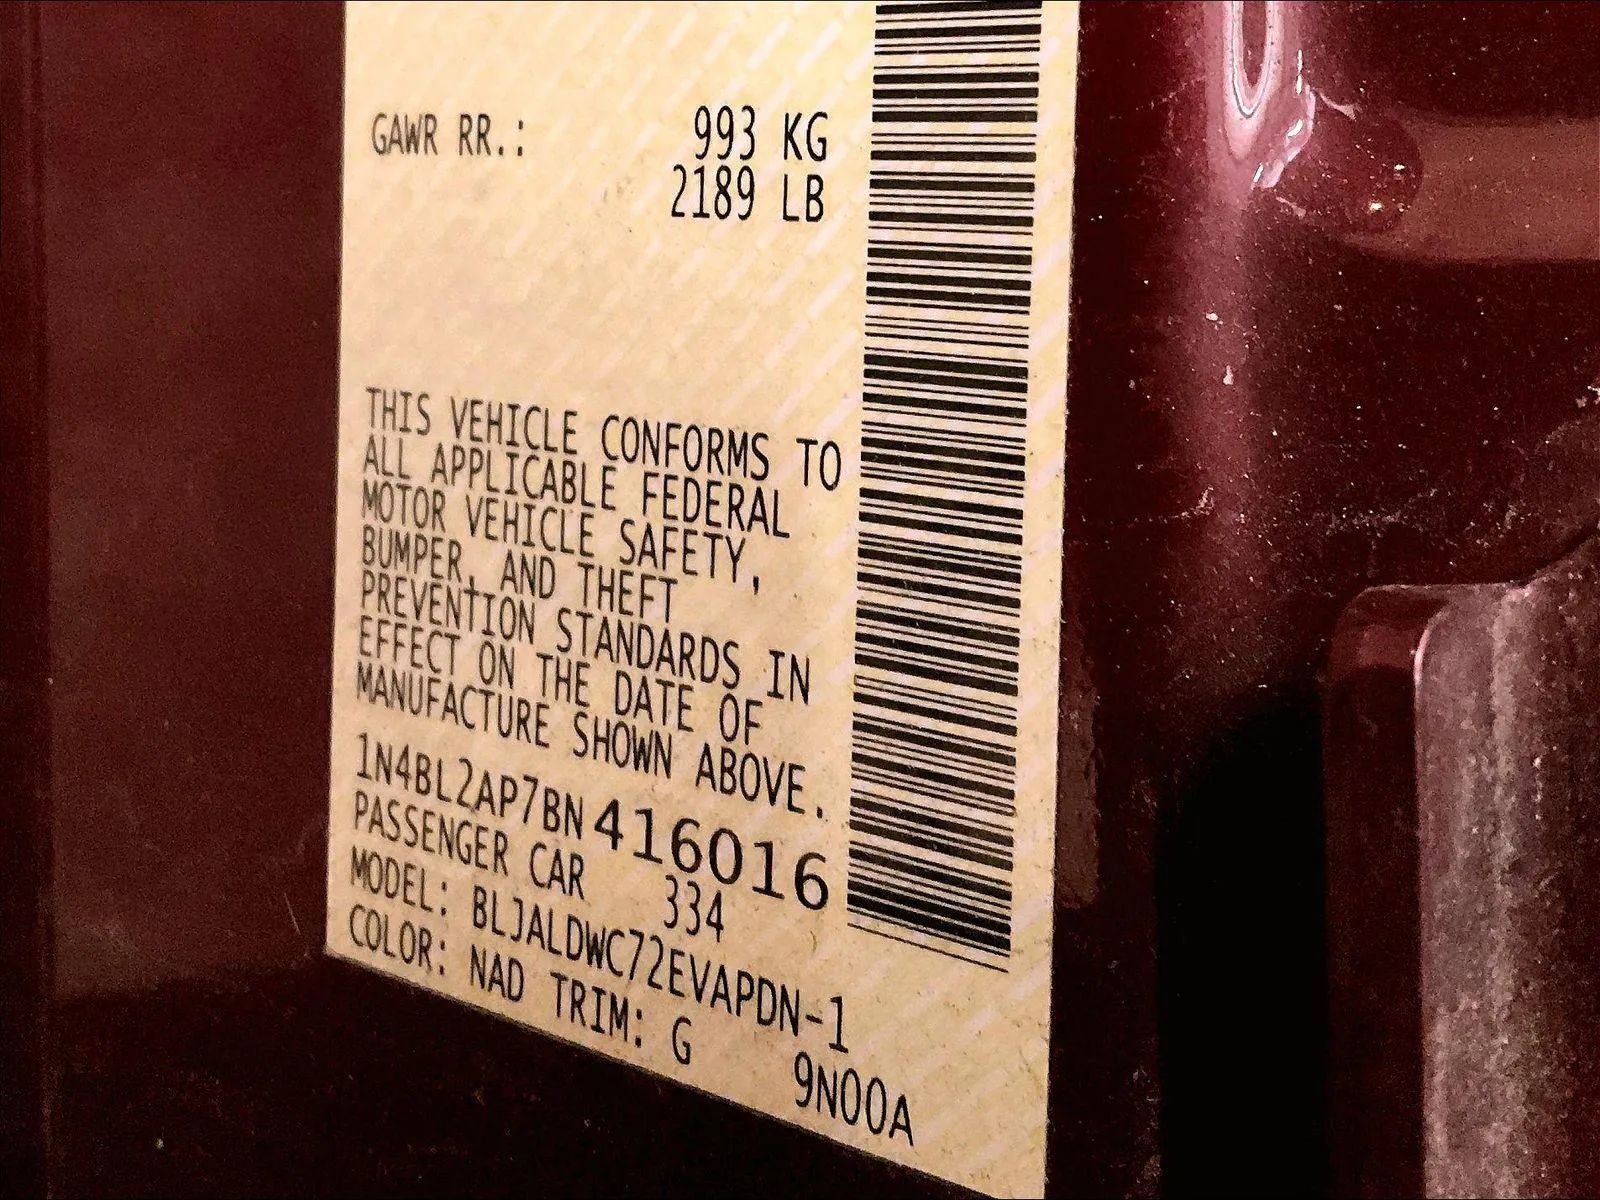 GAWR RR.: 993 KG
2189 LB
THIS VEHICLE CONFORMS TO
ALL APPLICABLE FEDERAL
MOTOR VEHICLE SAFETY,
BUMPER, AND THEFT
PREVENTION STANDARDS IN
EFFECT ON THE DATE OF
MANUFACTURE SHOWN ABOVE.
1N4BL2AP7BN 416016
PASSENGER CAR 334
MODEL: BLJALDWC72EVAPDN-1
COLOR: NAD TRIM: G 9N00A